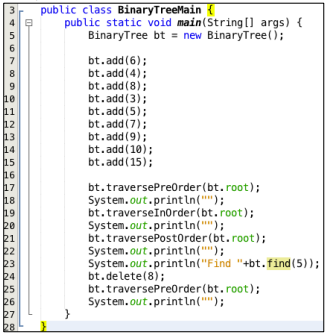 3 public class BinaryTreeMain {
4 public static void main(String[] args) {
5 BinaryTree bt = new BinaryTree();
6
7 bt.add(6);
8 bt.add(4);
9 bt.add(8);
10 bt.add(3);
11 bt.add(5);
12 bt.add(7);
13 bt.add(9);
14 bt.add(10);
15 bt.add(15);
16
17 bt.traversePreOrder(bt.root);
18 System.out.println("");
19 bt.traverseInOrder(bt.root);
20 System.out.println("");
21 bt.traversePostOrder(bt.root);
22 System.out.println("");
23 System.out.println("Find "+bt.find(5));
24 bt.delete(8);
25 bt.traversePreOrder(bt.root);
26 System.out.println("");
27 }
28 }